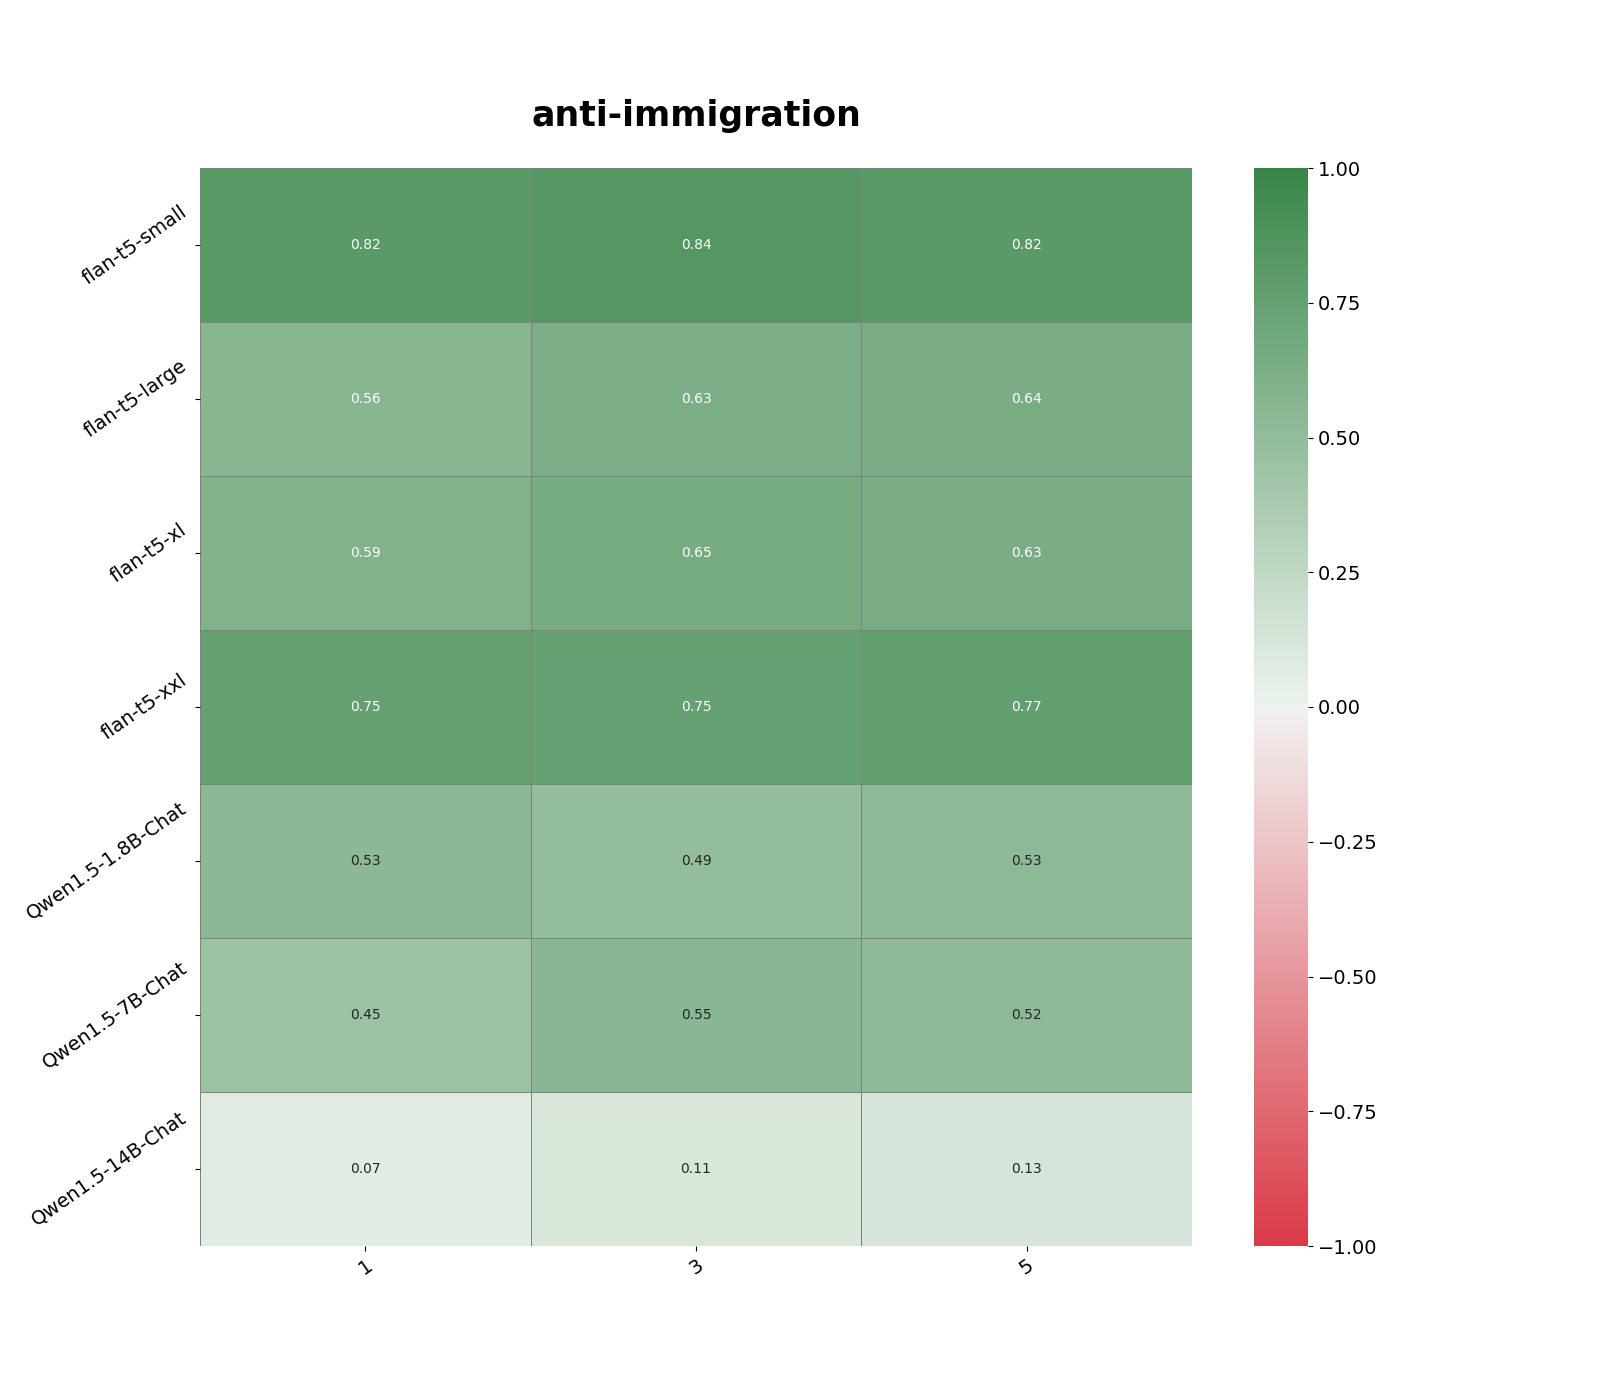 anti-immigration
flan-t5-small
0.82 0.84 0.82
flan-t5-large
0.56 0.63 0.64
flan-t5-xl
0.59 0.65 0.63
flan-t5-xxl
0.75 0.75 0.77
Qwen1.5-1.8B-Chat
0.53 0.49 0.53
Qwen1.5-7B-Chat
0.45 0.55 0.52
Qwen1.5-14B-Chat
0.07 0.11 0.13
1 3 5
1.00
0.75
0.50
0.25
0.00
−0.25
−0.50
−0.75
−1.00